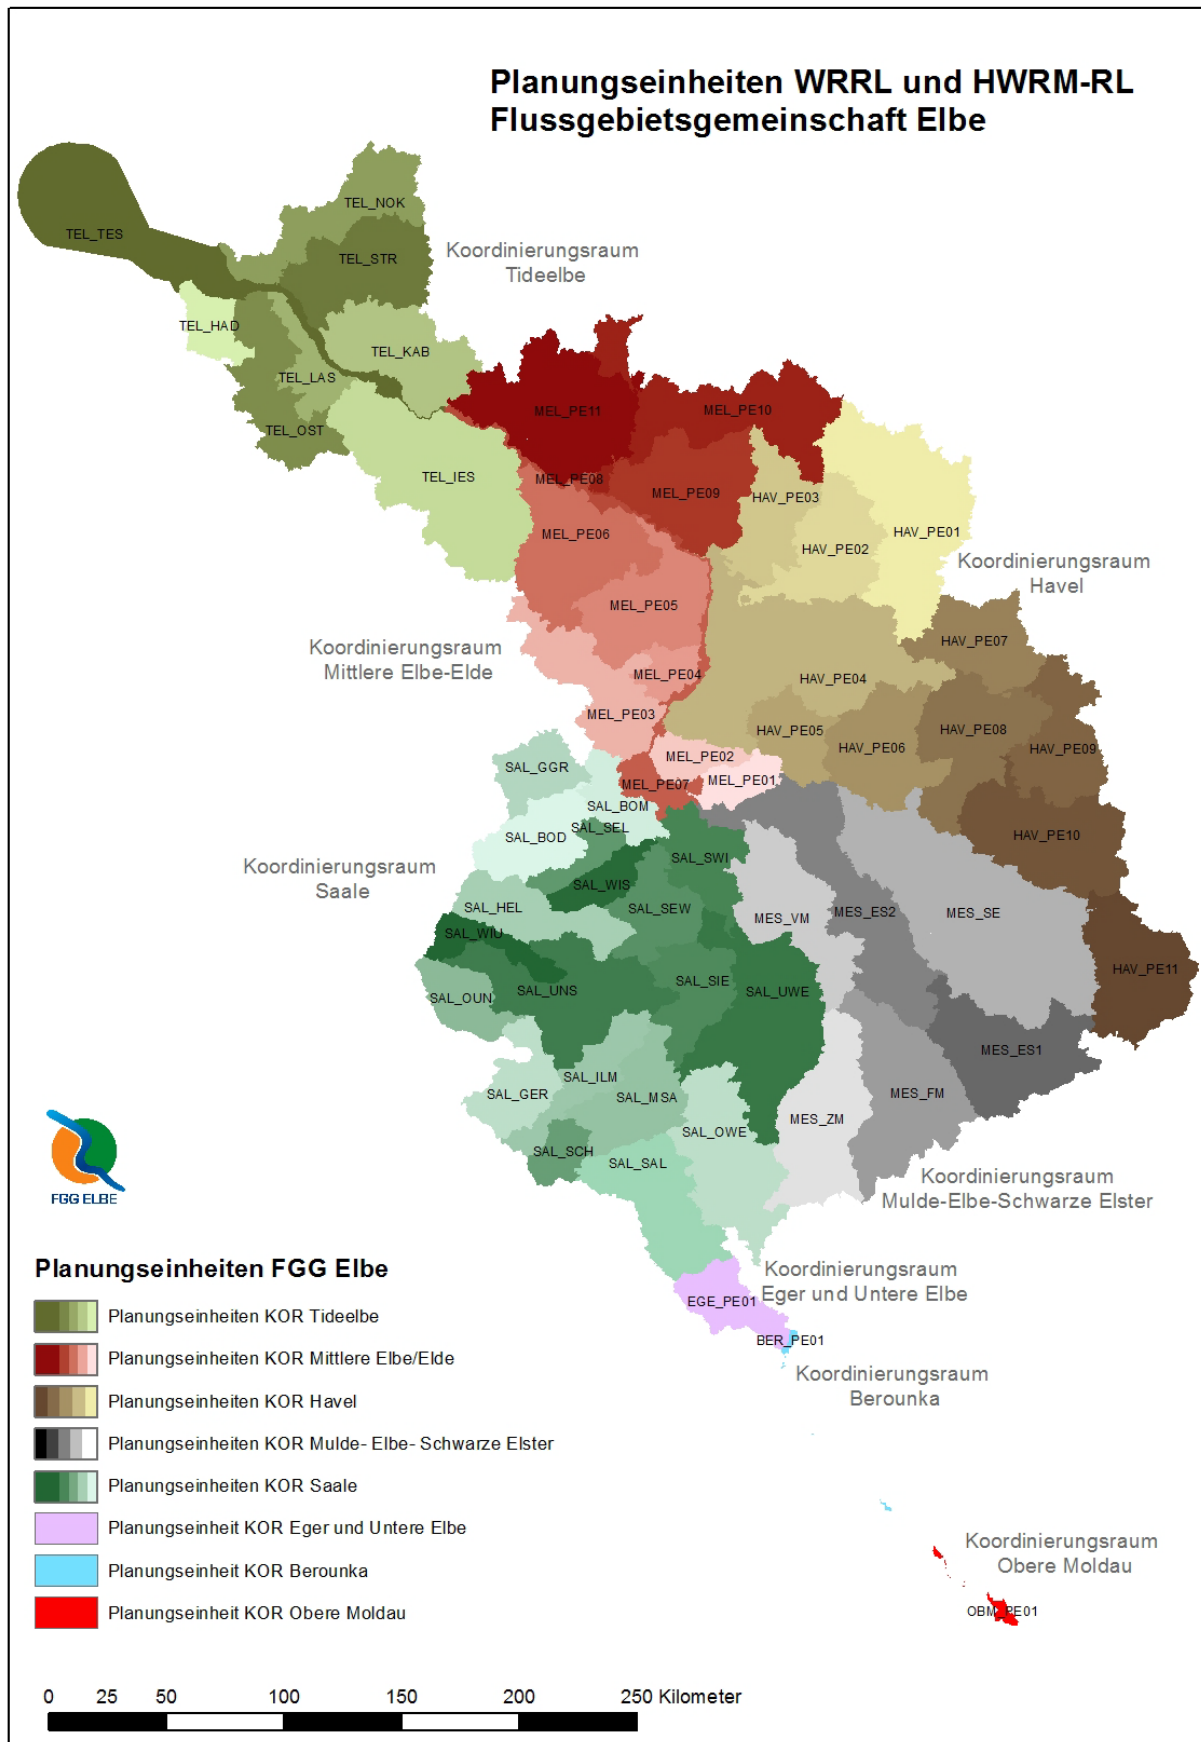 Planungseinheiten WRRL und HWRM-RL
Flussgebietsgemeinschaft Elbe
TEL_NOK
TEL_TES
TEL_STR
Koordinierungsraum
Tideelbe
TEL_HAD
TEL_KAB
TEL_LAS
TEL_OST
TEL_IES
MEL_PE11
MEL_PE10
MEL_PE08
MEL_PE09
HAV_PE03
MEL_PE06
HAV_PE02
HAV_PE01
Koordinierungsraum
Havel
MEL_PE05
HAV_PE07
Koordinierungsraum
Mittlere Elbe-Elde
MEL_PE04
HAV_PE04
MEL_PE03
HAV_PE05
HAV_PE06
HAV_PE08
HAV_PE09
MEL_PE02
MEL_PE07
MEL_PE01
SAL_GGR
SAL_BOM
SAL_SEL
SAL_BOD
HAV_PE10
Koordinierungsraum
Saale
SAL_SWI
SAL_WIS
SAL_HEL
SAL_SEW
MES_VM
MES_ES2
MES_SE
SAL_WIU
HAV_PE11
SAL_OUN
SAL_UNS
SAL_SIE
SAL_UWE
MES_ES1
SAL_ILM
SAL_GER
SAL_MSA
MES_FM
MES_ZM
SAL_OWE
SAL_SCH
SAL_SAL
Koordinierungsraum
Mulde-Elbe-Schwarze Elster
FGG ELBE
Koordinierungsraum
Eger und Untere Elbe
EGE_PE01
BER_PE01
Koordinierungsraum
Berounka
Koordinierungsraum
Obere Moldau
OBM_PE01
Planungseinheiten FGG Elbe
Planungseinheiten KOR Tideelbe
Planungseinheiten KOR Mittlere Elbe/Elde
Planungseinheiten KOR Havel
Planungseinheiten KOR Mulde- Elbe- Schwarze Elster
Planungseinheiten KOR Saale
Planungseinheit KOR Eger und Untere Elbe
Planungseinheit KOR Berounka
Planungseinheit KOR Obere Moldau
0 25 50 100 150 200 250 Kilometer